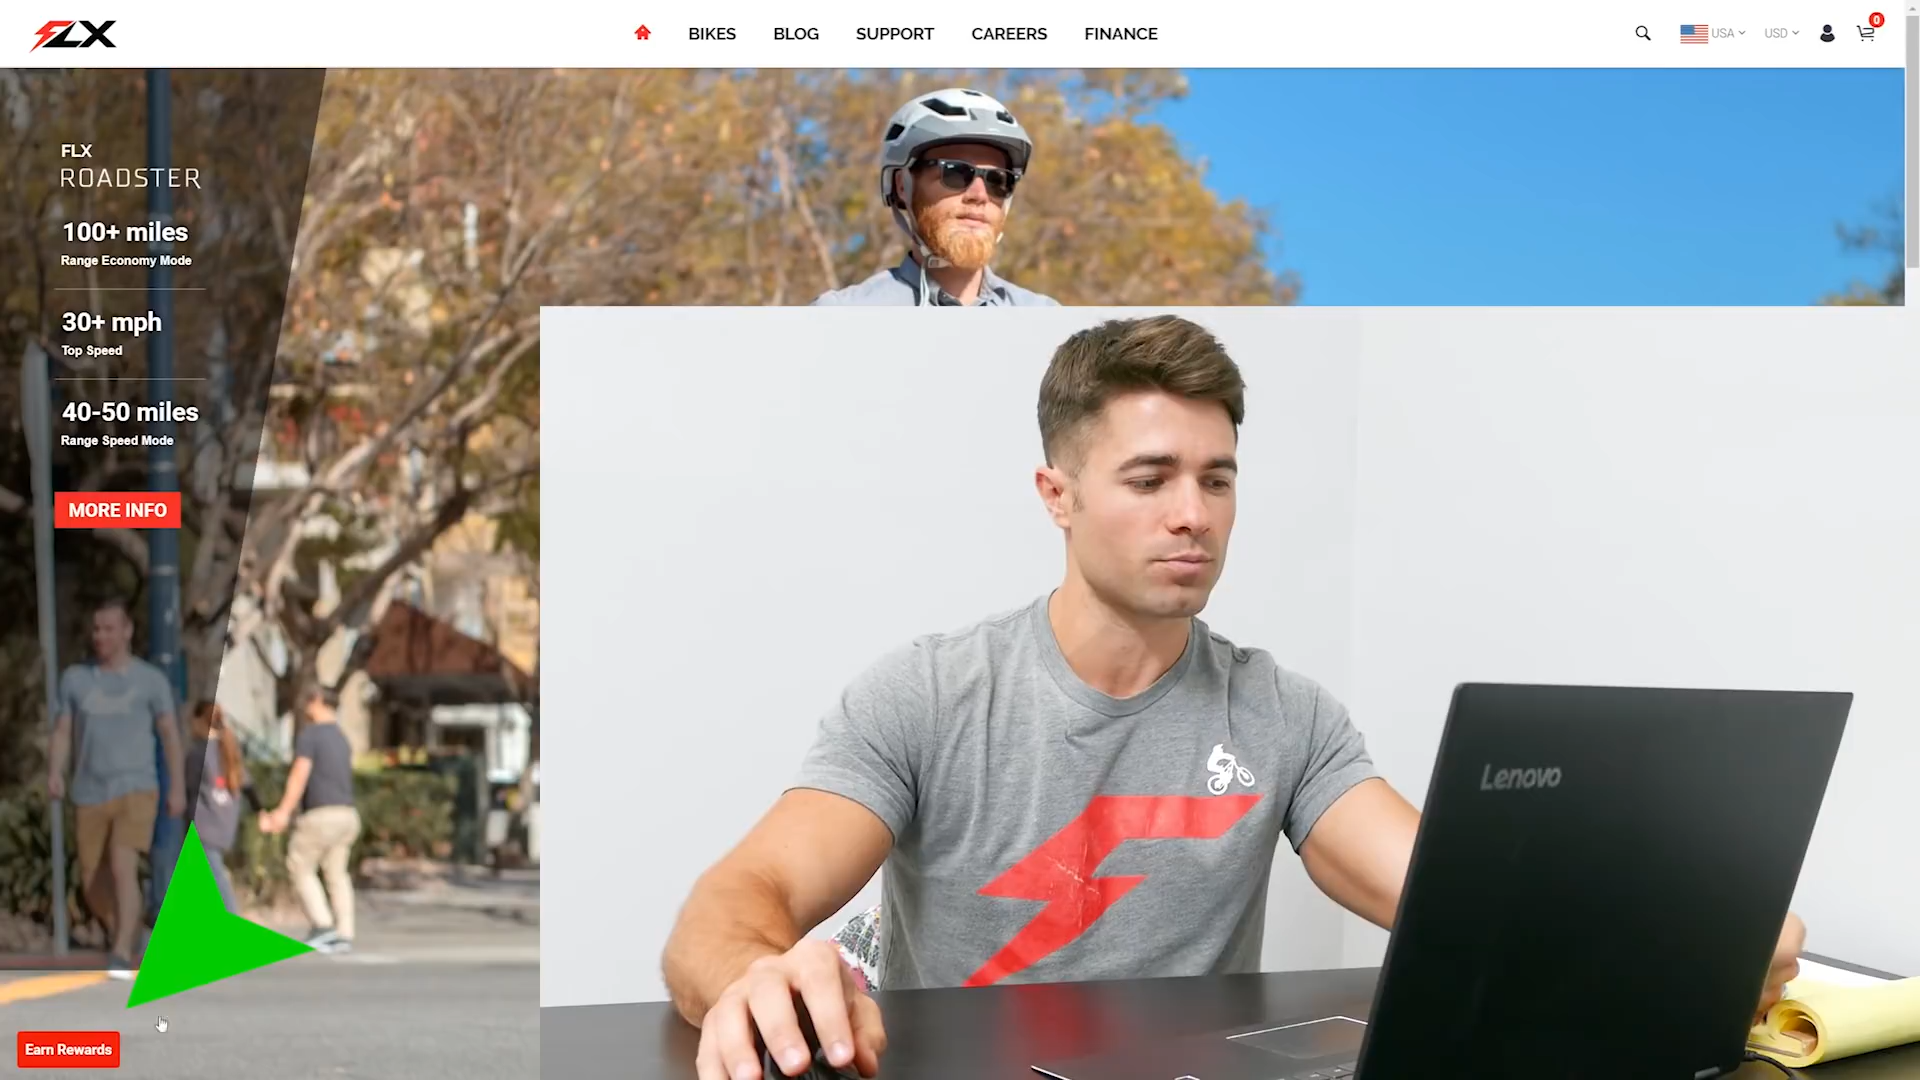 FLX
BIKES
BLOG
SUPPORT
CAREERS
FINANCE
USA
USD
0
FLX
ROADSTER
100+ miles
Range Economy Mode
30+ mph
Top Speed
40-50 miles
Range Speed Mode
MORE INFO
Lenovo
Earn Rewards